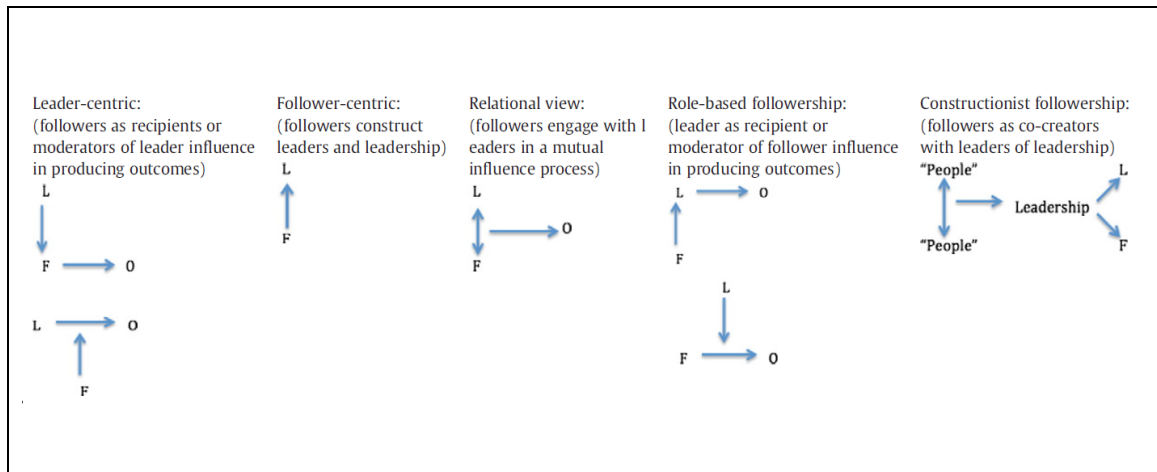 Leader-centric:
(followers as recipients or
moderators of leader influence
in producing outcomes)
L
F
O
L
O
F
Follower-centric:
(followers construct
leaders and leadership)
L
F
Relational view:
(followers engage with l
eaders in a mutual
influence process)
L
O
F
Role-based followership:
(leader as recipient or
moderator of follower influence
in producing outcomes)
L
O
F
L
F
O
Constructionist followership:
(followers as co-creators
with leaders of leadership)
"People"
L
Leadership
"People"
F